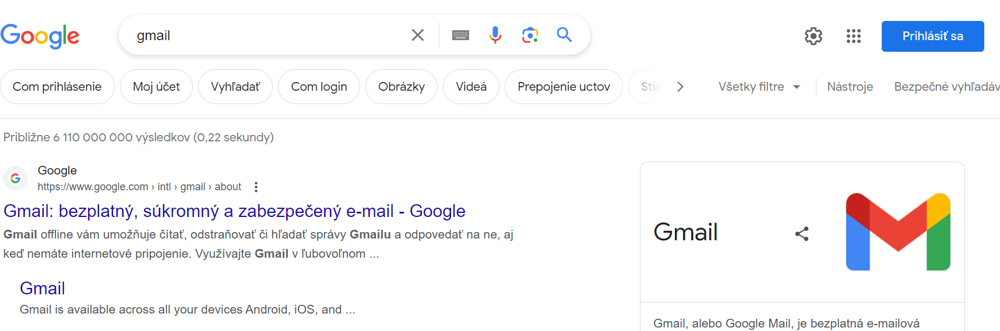 Google
gmail
Prihlásiť sa
Com prihlásenie
Moj účet
Vyhľadať
Com login
Obrázky
Videá
Prepojenie uctov
Stia
Všetky filtre
Nástroje
Bezpečné vyhľadáv
Približne 6 110 000 000 výsledkov (0,22 sekundy)
Google
https://www.google.com › intl › gmail › about
Gmail: bezplatný, súkromný a zabezpečený e-mail - Google
Gmail offline vám umožňuje čítať, odstraňovať či hľadať správy Gmailu a odpovedať na ne, aj
keď nemáte internetové pripojenie. Využívajte Gmail v ľubovoľnom ...
Gmail
Gmail is available across all your devices Android, iOS, and ...
Gmail
Gmail, alebo Google Mail, je bezplatná e-mailová